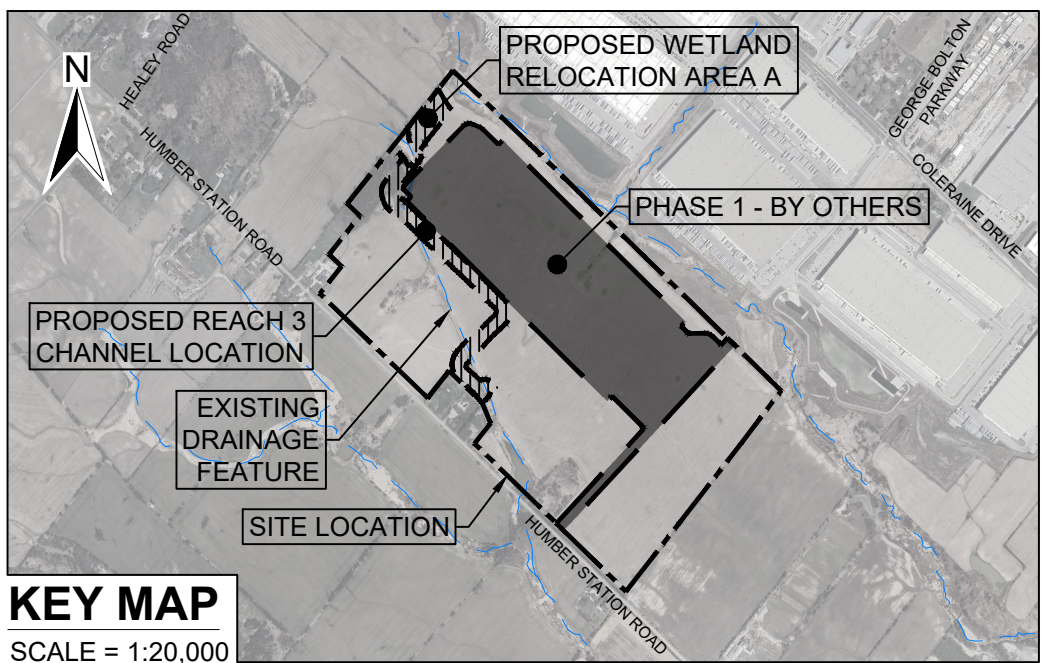 PROPOSED WETLAND
RELOCATION AREA A
N
HEALEY ROAD
HUMBER STATION ROAD
GEORGE BOLTON
PARKWAY
COLERAINE DRIVE
PHASE 1 - BY OTHERS
PROPOSED REACH 3
CHANNEL LOCATION
EXISTING
DRAINAGE
FEATURE
SITE LOCATION
HUMBER STATION ROAD
KEY MAP
SCALE = 1:20,000